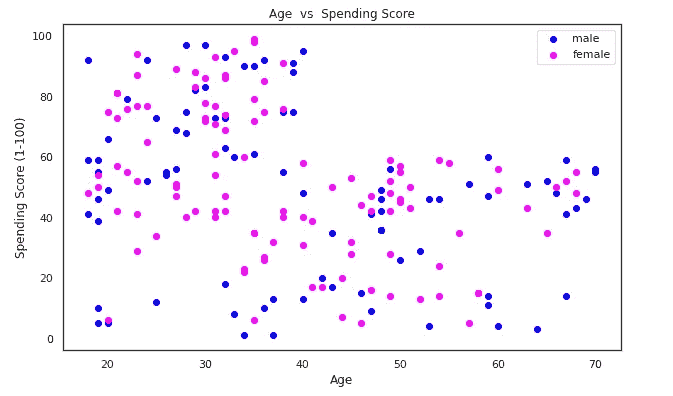 Age vs Spending Score
male
female
Spending Score (1-100)
100
80
60
40
20
0
20 30 40 50 60 70
Age